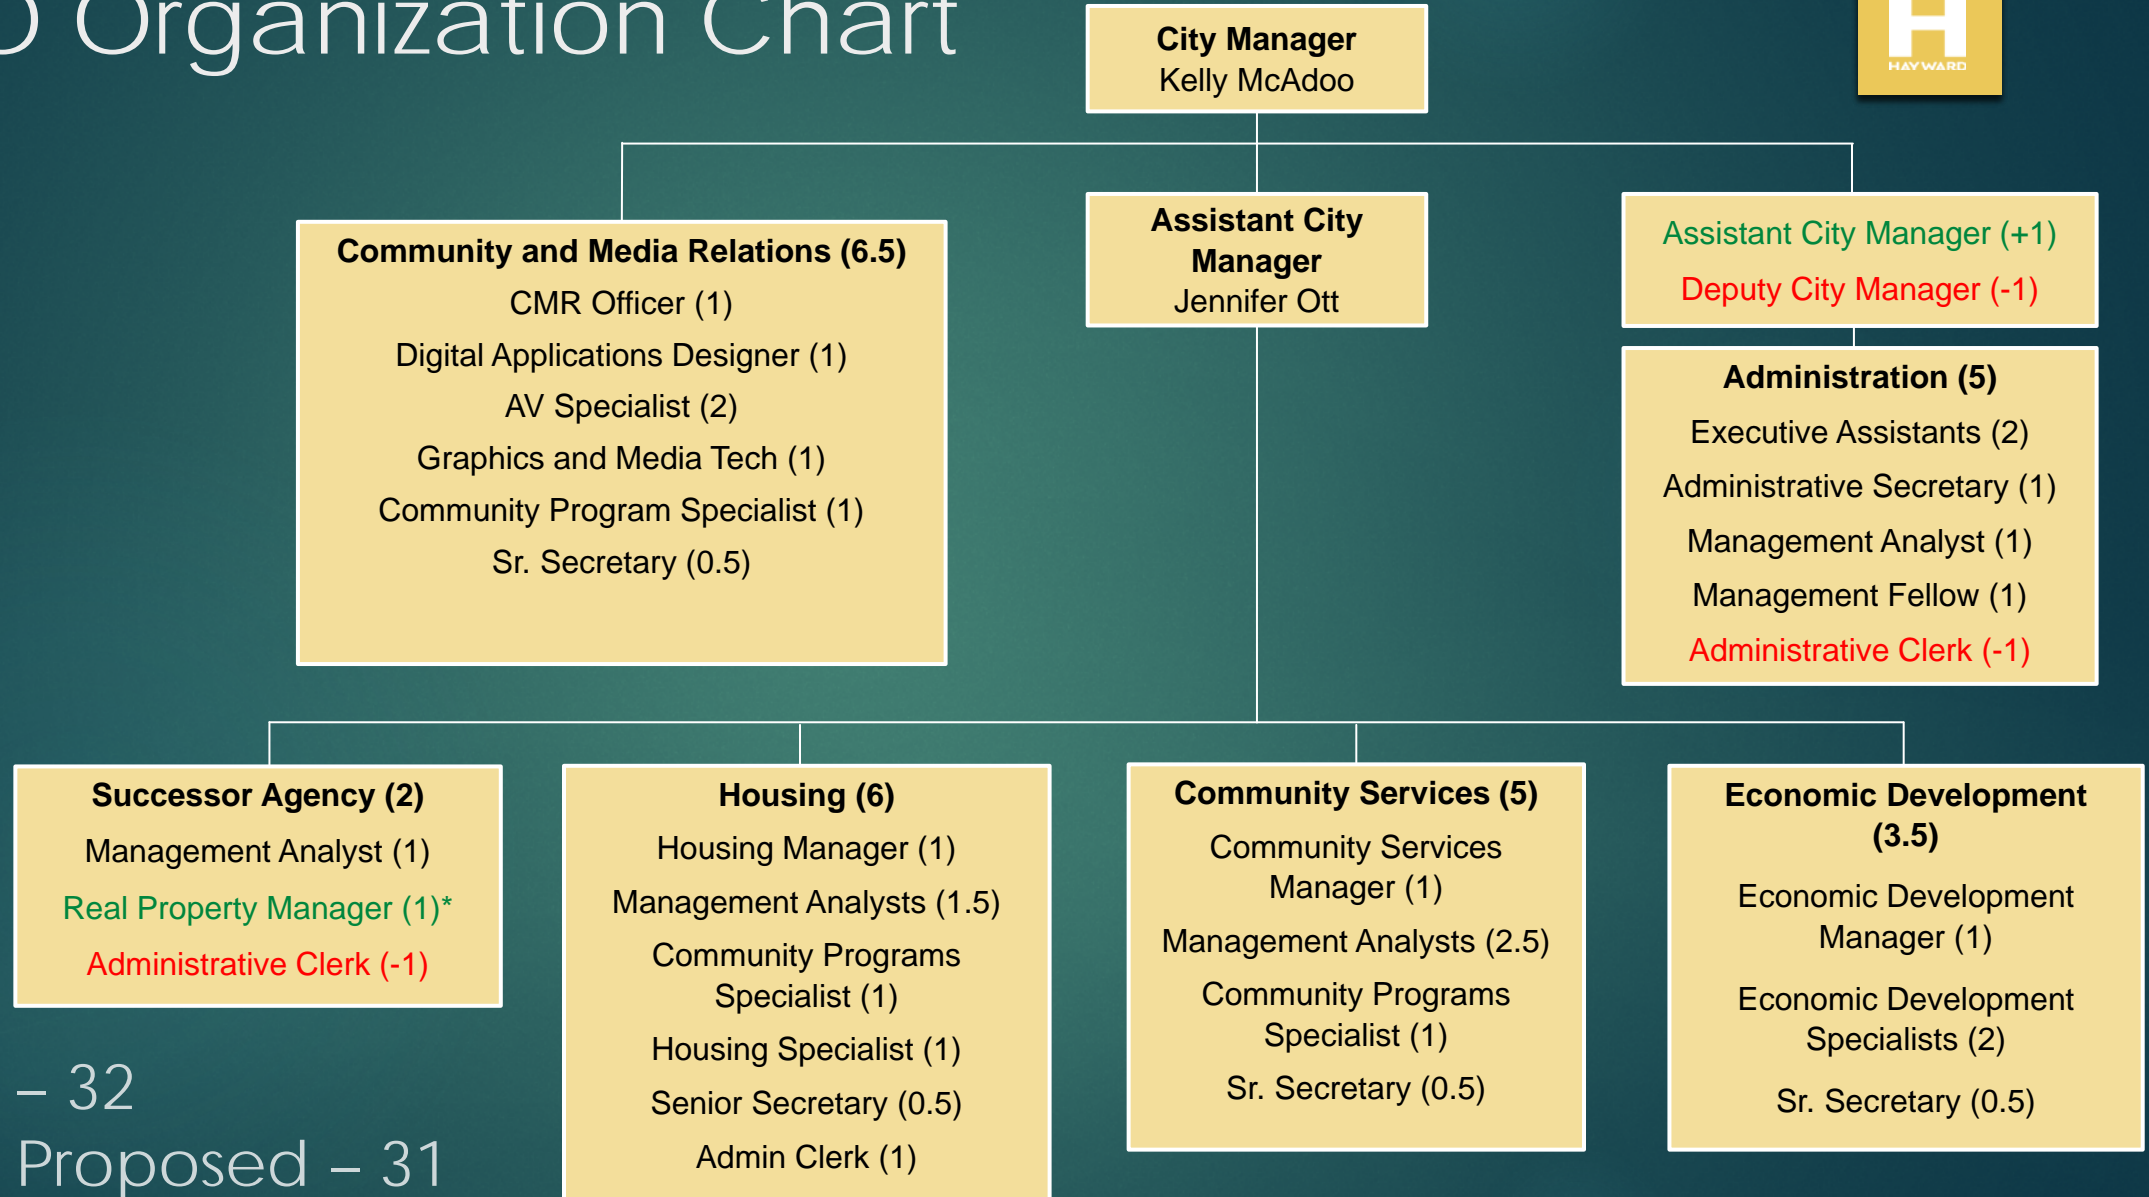 Organization Chart
H
HAYWARD
City Manager
Kelly McAdoo
Community and Media Relations (6.5)
CMR Officer (1)
Digital Applications Designer (1)
AV Specialist (2)
Graphics and Media Tech (1)
Community Program Specialist (1)
Sr. Secretary (0.5)
Assistant City
Manager
Jennifer Ott
Assistant City Manager (+1)
Deputy City Manager (-1)
Administration (5)
Executive Assistants (2)
Administrative Secretary (1)
Management Analyst (1)
Management Fellow (1)
Administrative Clerk (-1)
Successor Agency (2)
Management Analyst (1)
Real Property Manager (1)*
Administrative Clerk (-1)
Housing (6)
Housing Manager (1)
Management Analysts (1.5)
Community Programs
Specialist (1)
Housing Specialist (1)
Senior Secretary (0.5)
Admin Clerk (1)
Community Services (5)
Community Services
Manager (1)
Management Analysts (2.5)
Community Programs
Specialist (1)
Sr. Secretary (0.5)
Economic Development
(3.5)
Economic Development
Manager (1)
Economic Development
Specialists (2)
Sr. Secretary (0.5)
– 32
Proposed – 31